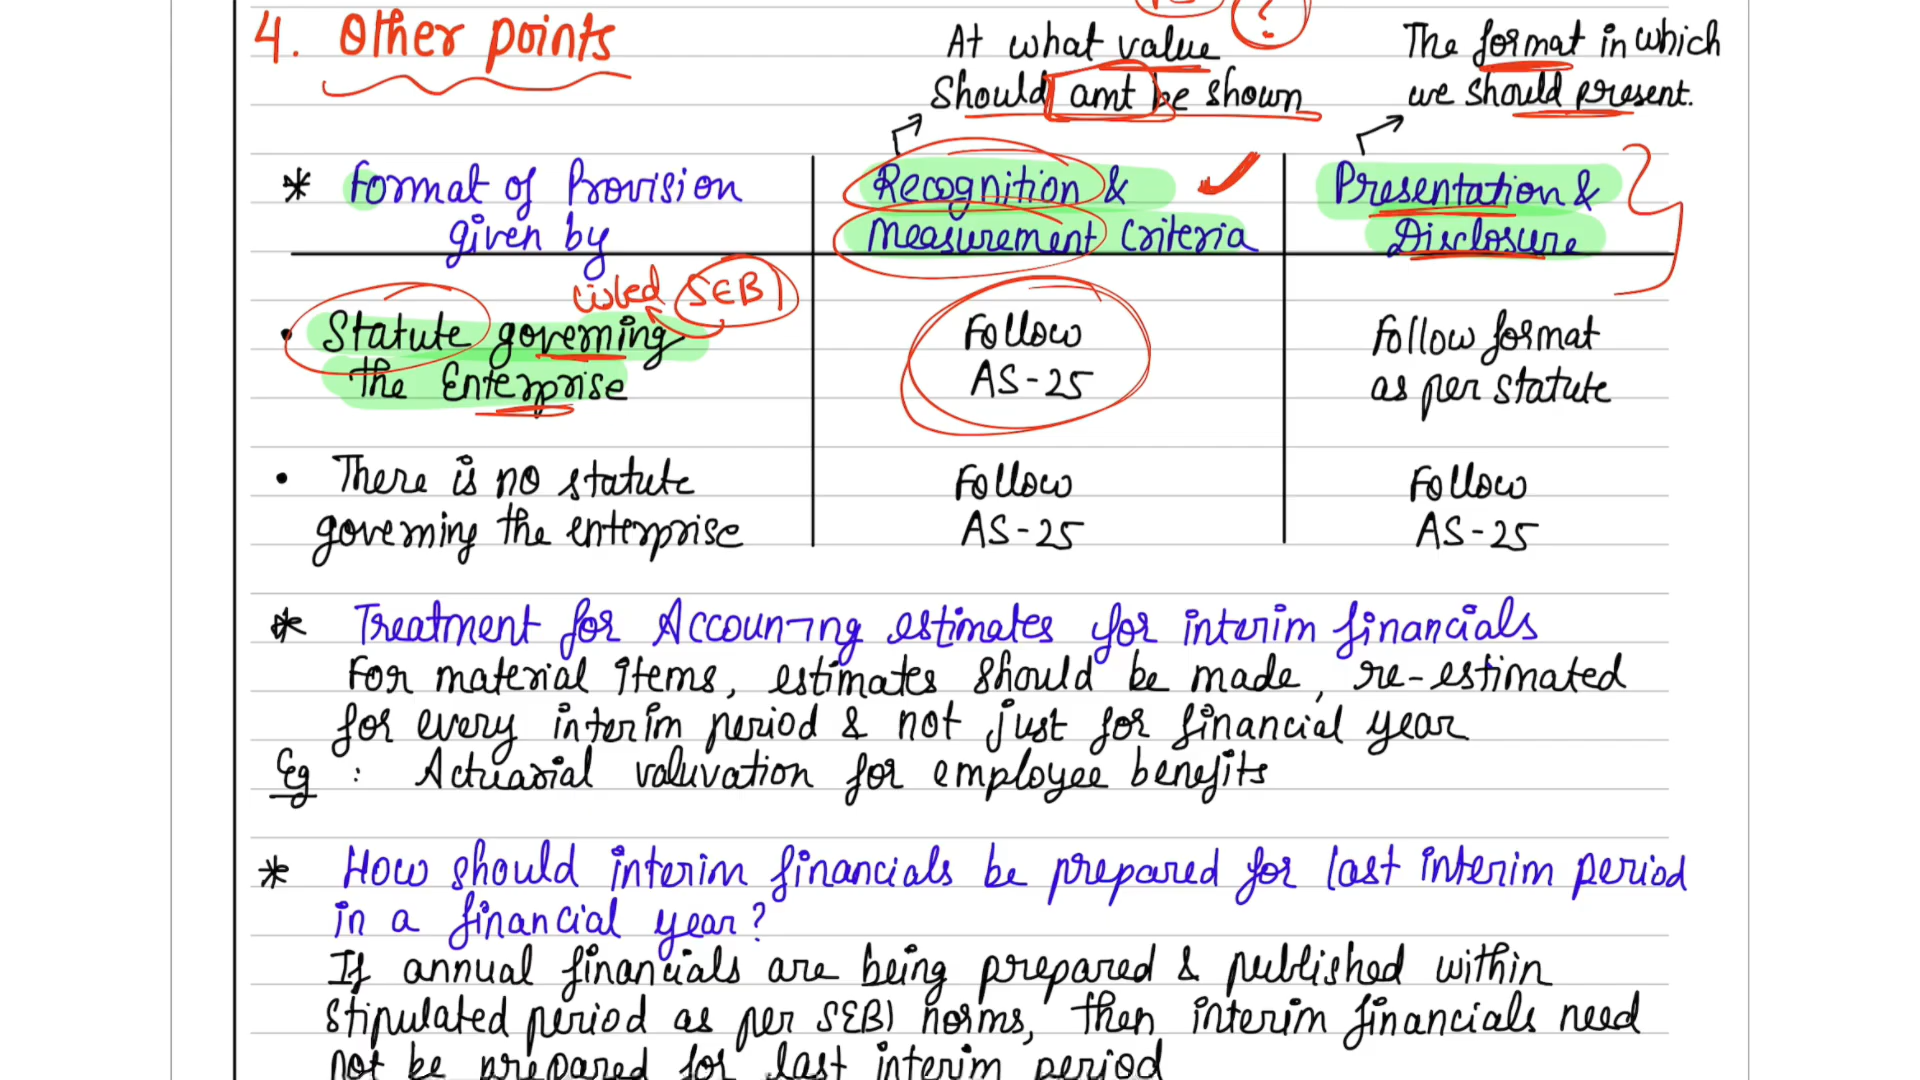 4. Other points
At what value ?
Should amt be shown
The format in which
we should present.
* Format of Provision given by
Recognition & Measurement Criteria
Presentation & Disclosure
listed SEBI
• Statute governing the Enterprise
Follow AS-25
Follow format as per statute
• There is no statute governing the enterprise
Follow AS-25
Follow AS-25
* Treatment for Accounting estimates for interim financials
For material items, estimates should be made, re-estimated
for every interim period & not just for financial year
Eg : Actuarial valuvation for employee benefits
* How should interim financials be prepared for last interim period
in a financial year?
If annual financials are being prepared & published within
stipulated period as per SEBI norms, then interim financials need
not be prepared for last interim period